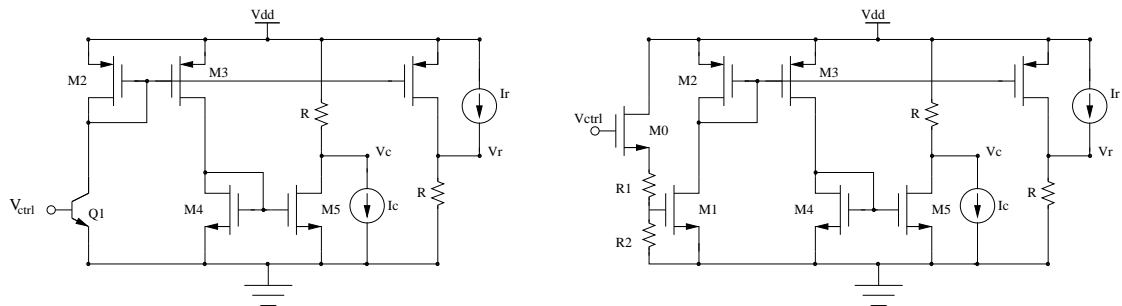 Vdd
M2
M3
R
Ir
Vc
Vr
Vctrl
Q1
M4
M5
Ic
R
Vdd
M2
M3
Vctrl
M0
R
Ir
Vc
Vr
R1
R2
M1
M4
M5
Ic
R